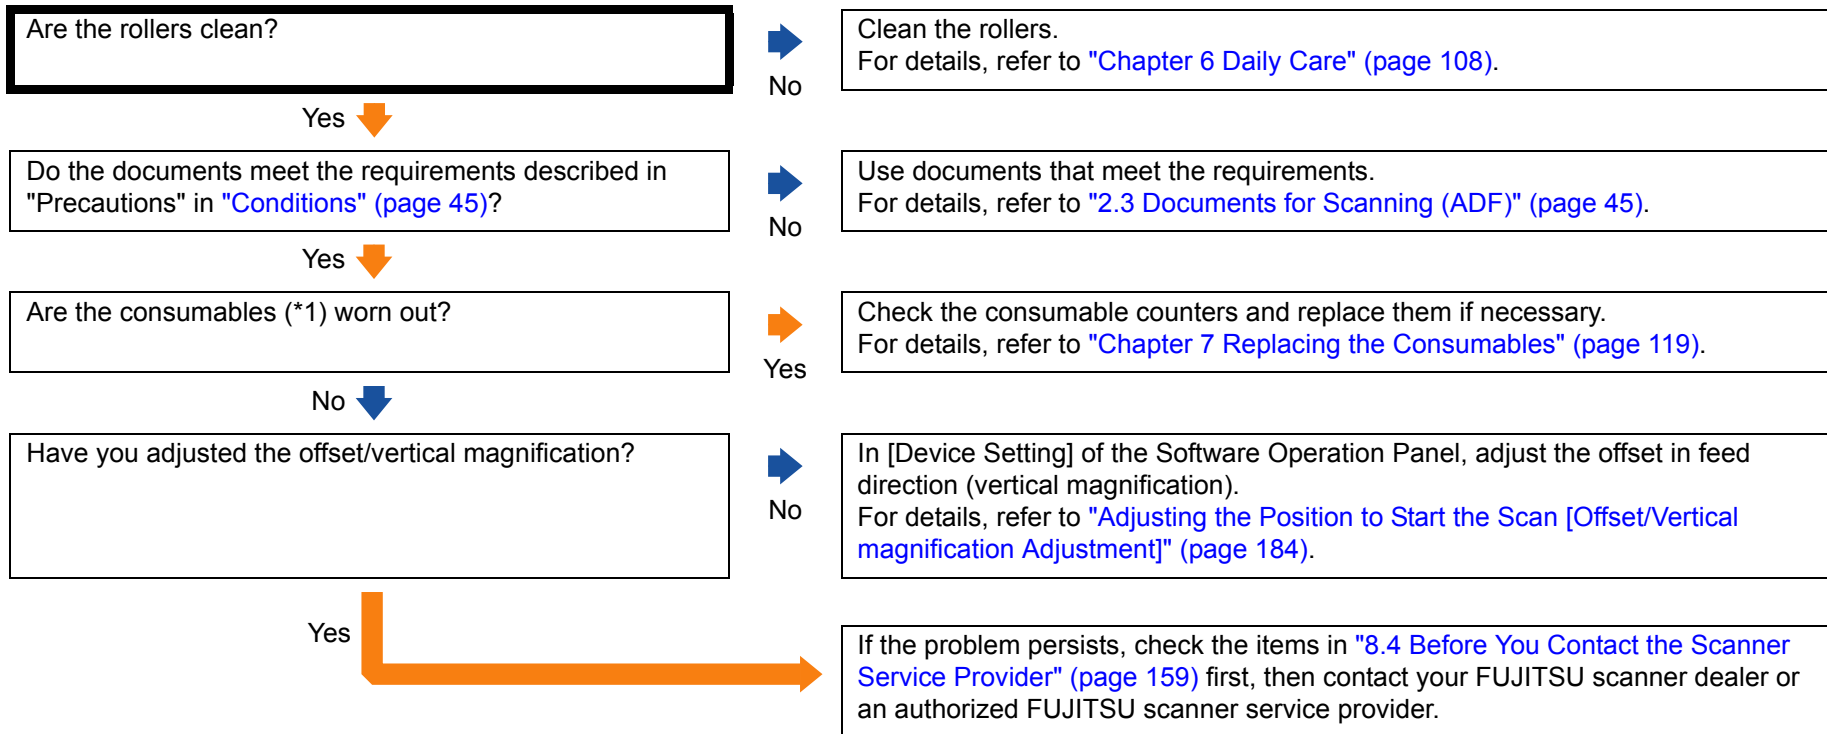 Are the rollers clean?
No
Clean the rollers.
For details, refer to "Chapter 6 Daily Care" (page 108).
Yes
Do the documents meet the requirements described in
"Precautions" in "Conditions" (page 45)?
No
Use documents that meet the requirements.
For details, refer to "2.3 Documents for Scanning (ADF)" (page 45).
Yes
Are the consumables (*1) worn out?
Yes
Check the consumable counters and replace them if necessary.
For details, refer to "Chapter 7 Replacing the Consumables" (page 119).
No
Have you adjusted the offset/vertical magnification?
No
In [Device Setting] of the Software Operation Panel, adjust the offset in feed
direction (vertical magnification).
For details, refer to "Adjusting the Position to Start the Scan [Offset/Vertical
magnification Adjustment]" (page 184).
Yes
If the problem persists, check the items in "8.4 Before You Contact the Scanner
Service Provider" (page 159) first, then contact your FUJITSU scanner dealer or
an authorized FUJITSU scanner service provider.